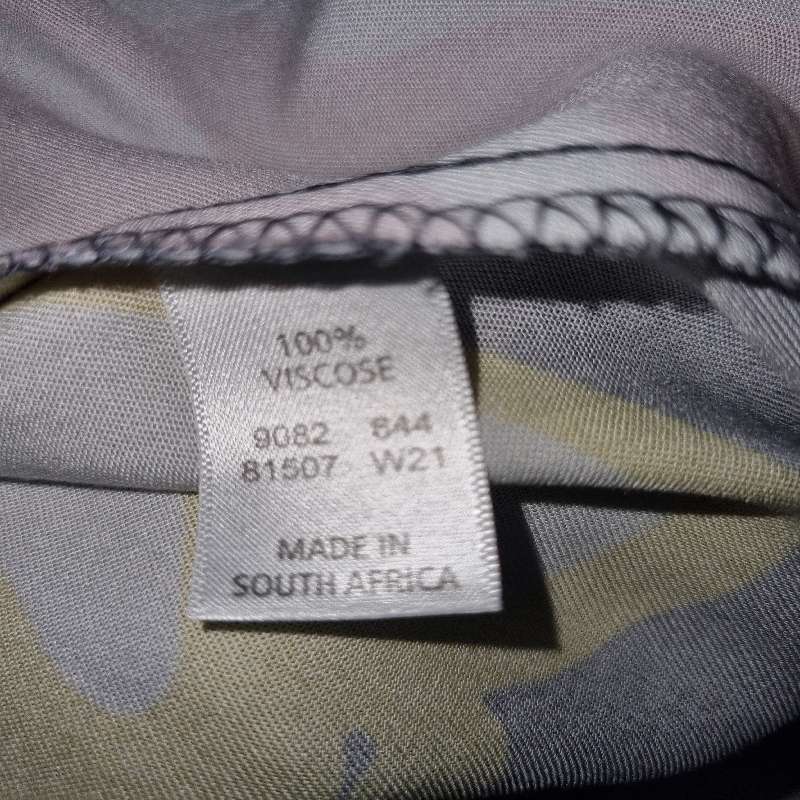 100%
VISCOSE
9082 844
81507 W21
MADE IN
SOUTH AFRICA